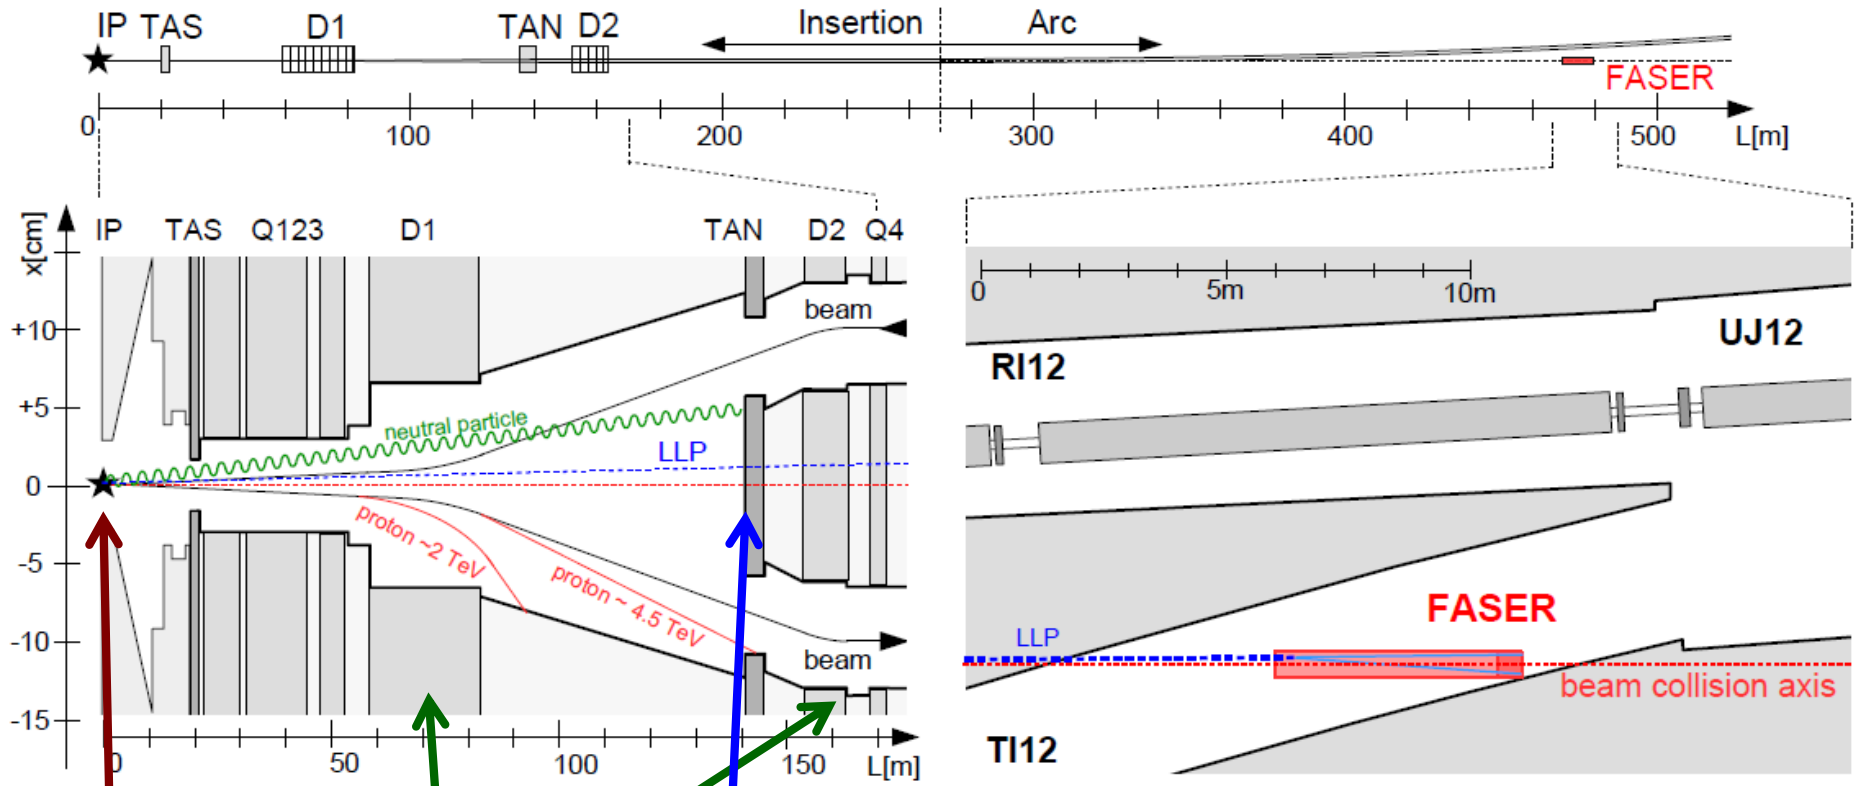 IP TAS D1 TAN D2 Insertion Arc
FASER
0 100 200 300 400 500 L[m]
x[cm]
IP TAS Q123 D1 TAN D2 Q4
+10
+5
0
-5
-10
-15
beam
neutral particle
LLP
proton ~2 TeV
proton ~ 4.5 TeV
beam
0 50 100 150 L[m]
0 5m 10m
RI12
UJ12
FASER
LLP
beam collision axis
TI12